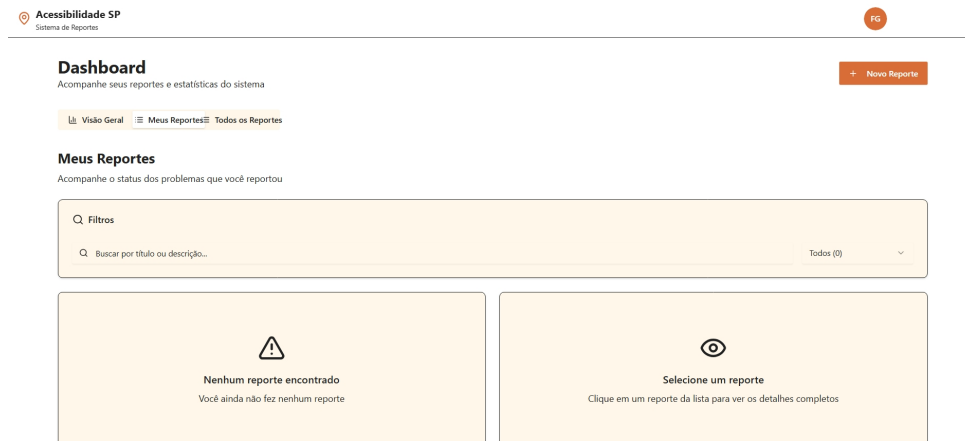 Acessibilidade SP
Sistema de Reportes
FG
Dashboard
Acompanhe seus reportes e estatísticas do sistema
+ Novo Reporte
Visão Geral
Meus Reportes
Todos os Reportes
Meus Reportes
Acompanhe o status dos problemas que você reportou
Filtros
Buscar por título ou descrição...
Todos (0)
Nenhum reporte encontrado
Você ainda não fez nenhum reporte
Selecione um reporte
Clique em um reporte da lista para ver os detalhes completos